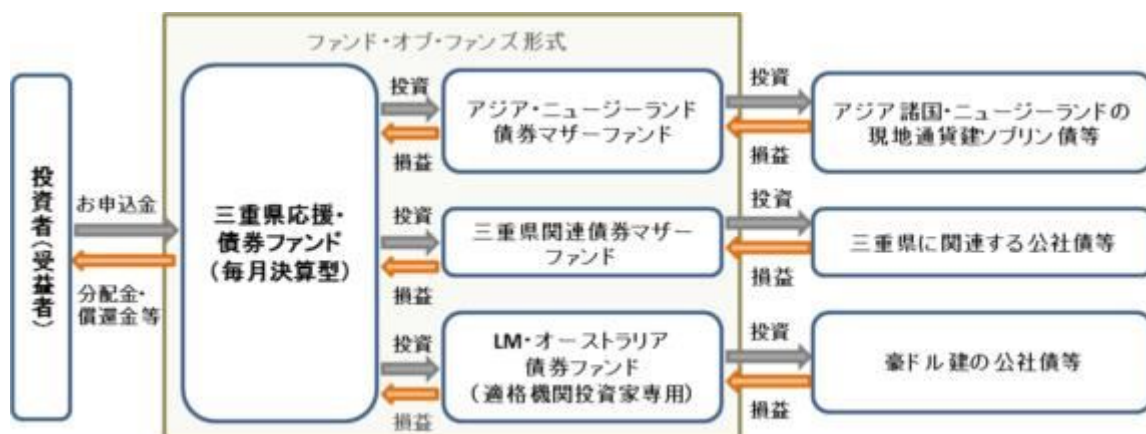 ファンド・オブ・ファンズ形式
投資者(受益者)
お申込金
分配金・
償還金等
三重県応援・
債券ファンド
(毎月決算型)
投資
損益
アジア・ニュージーランド
債券マザーファンド
投資
損益
アジア諸国・ニュージーランドの
現地通貨建ソブリン債等
投資
損益
三重県関連債券マザー
ファンド
投資
損益
三重県に関連する公社債等
投資
損益
LM・オーストラリア
債券ファンド
(適格機関投資家専用)
投資
損益
豪ドル建の公社債等